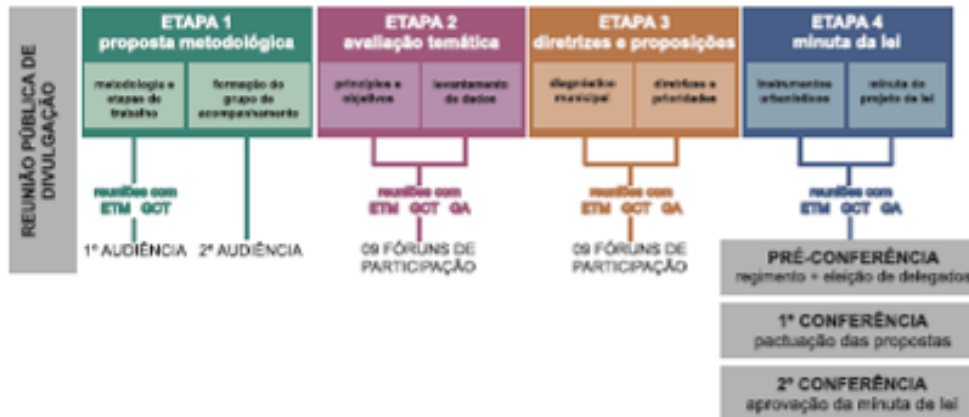 REUNIÃO PÚBLICA DE
DIVULGAÇÃO
ETAPA 1
proposta metodológica
metodologia e
etapas de
trabalho
formação do
grupo de
acompanhamento
reuniões com
ETM GCT
1ª AUDIÊNCIA
2ª AUDIÊNCIA
ETAPA 2
avaliação temática
princípios e
objetivos
levantamento
de dados
reuniões com
ETM GCT GA
09 FÓRUNS DE
PARTICIPAÇÃO
ETAPA 3
diretrizes e proposições
diagnóstico
municipal
diretrizes e
prioridades
reuniões com
ETM GCT GA
09 FÓRUNS DE
PARTICIPAÇÃO
ETAPA 4
minuta da lei
instrumentos
urbanísticos
minuta do
projeto de lei
reuniões com
ETM GCT GA
PRÉ-CONFERÊNCIA
regimento + eleição de delegados
1ª CONFERÊNCIA
pactuação das propostas
2ª CONFERÊNCIA
aprovação da minuta de lei